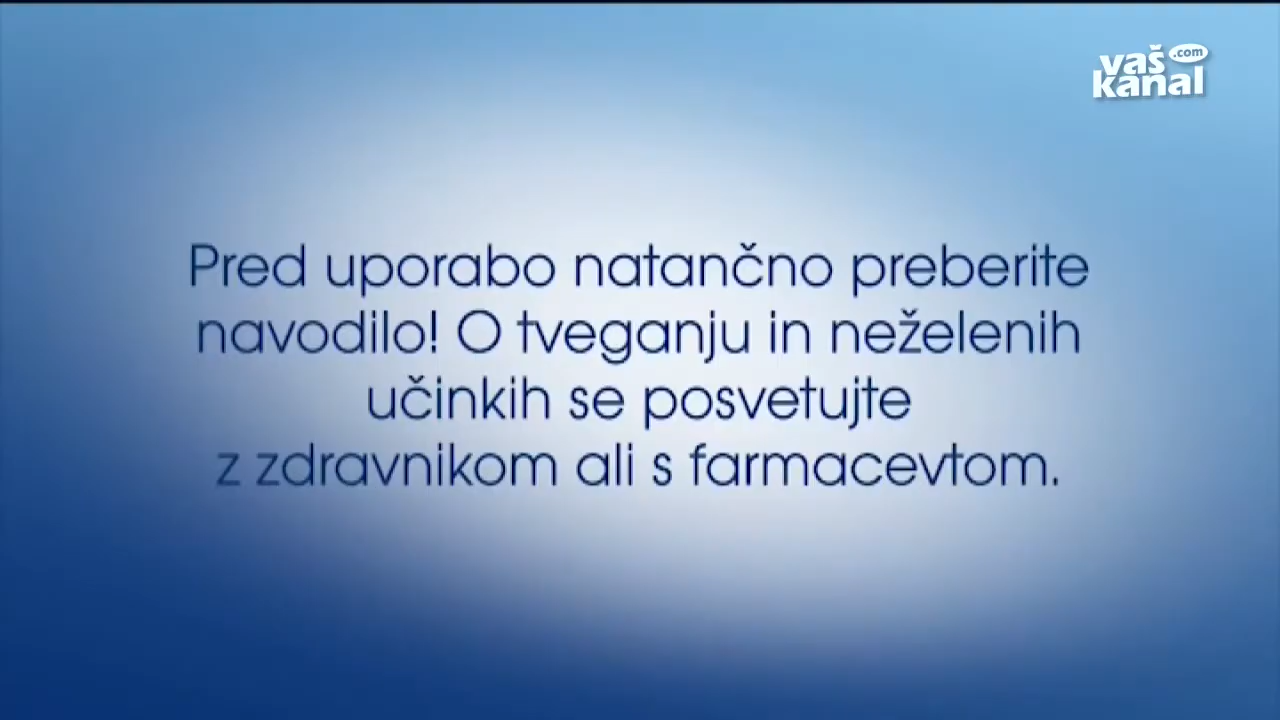 vaš
.com
kanal
Pred uporabo natančno preberite
navodilo! O tveganju in neželenih
učinkih se posvetujte
z zdravnikom ali s farmacevtom.